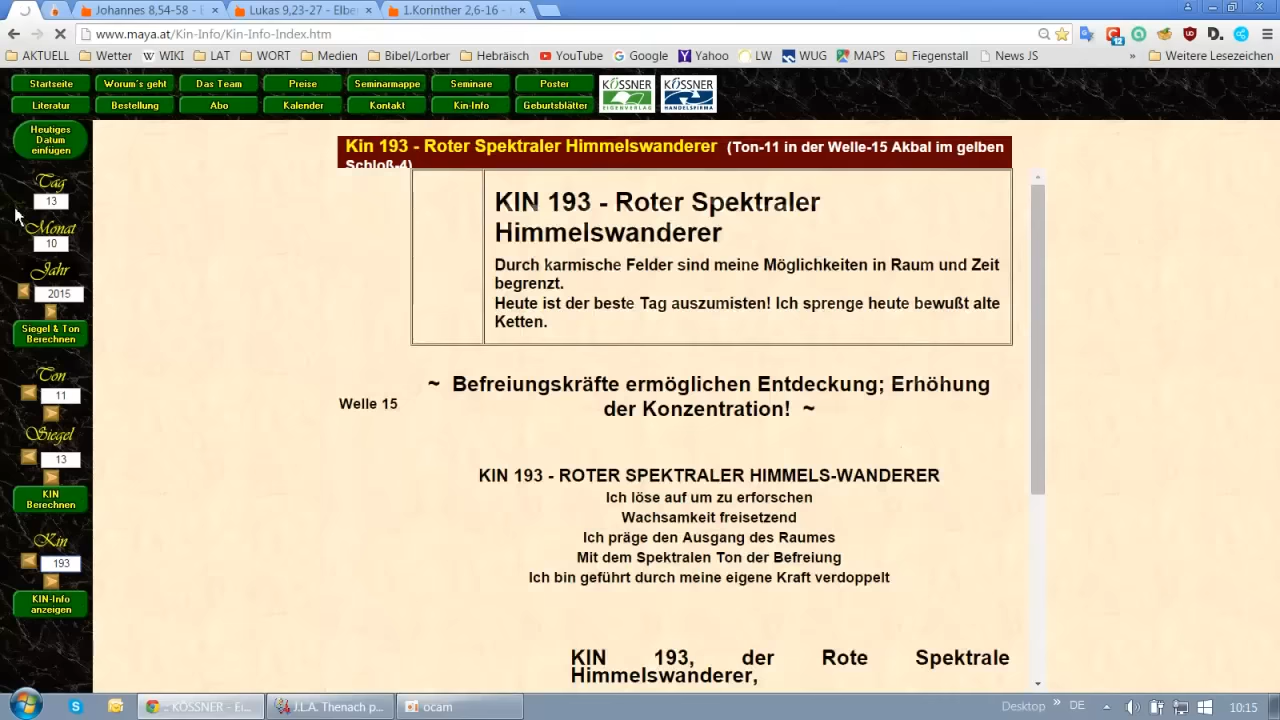 Johannes 8,54-58 - E
Lukas 9,23-27 - Elbe
1.Korinther 2,6-16 -
www.maya.at/Kin-Info/Kin-Info-Index.htm
12
AKTUELL Wetter WIKI LAT WORT Medien Bibel/Lorber Hebräisch YouTube Google Yahoo LW WUG MAPS Fiegenstall News JS » Weitere Lesezeichen
Startseite Worum's geht Das Team Preise Seminarmappe Seminare Poster
Literatur Bestellung Abo Kalender Kontakt Kin-Info Geburtsblätter
KÖSSNER EIGENVERLAG
KÖSSNER HANDELSFIRMA
Heutiges
Datum
einfügen
Tag
13
Monat
10
Jahr
2015
Siegel & Ton
Berechnen
Ton
11
Siegel
13
KIN
Berechnen
Kin
193
KIN-Info
anzeigen
Kin 193 - Roter Spektraler Himmelswanderer (Ton-11 in der Welle-15 Akbal im gelben
Schloß-4)
KIN 193 - Roter Spektraler
Himmelswanderer
Durch karmische Felder sind meine Möglichkeiten in Raum und Zeit
begrenzt.
Heute ist der beste Tag auszumisten! Ich sprenge heute bewußt alte
Ketten.
Welle 15
~ Befreiungskräfte ermöglichen Entdeckung; Erhöhung
der Konzentration! ~
KIN 193 - ROTER SPEKTRALER HIMMELS-WANDERER
Ich löse auf um zu erforschen
Wachsamkeit freisetzend
Ich präge den Ausgang des Raumes
Mit dem Spektralen Ton der Befreiung
Ich bin geführt durch meine eigene Kraft verdoppelt
KIN 193, der Rote Spektrale
Himmelswanderer,
KÖSSNER - Ei...
J.L.A. Thenach p...
ocam
Desktop » DE 10:15